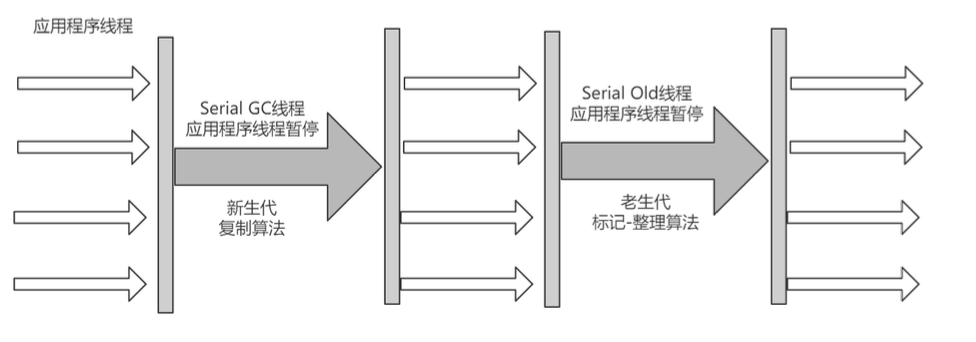 应用程序线程
Serial GC线程
应用程序线程暂停
新生代
复制算法
Serial Old线程
应用程序线程暂停
老生代
标记-整理算法